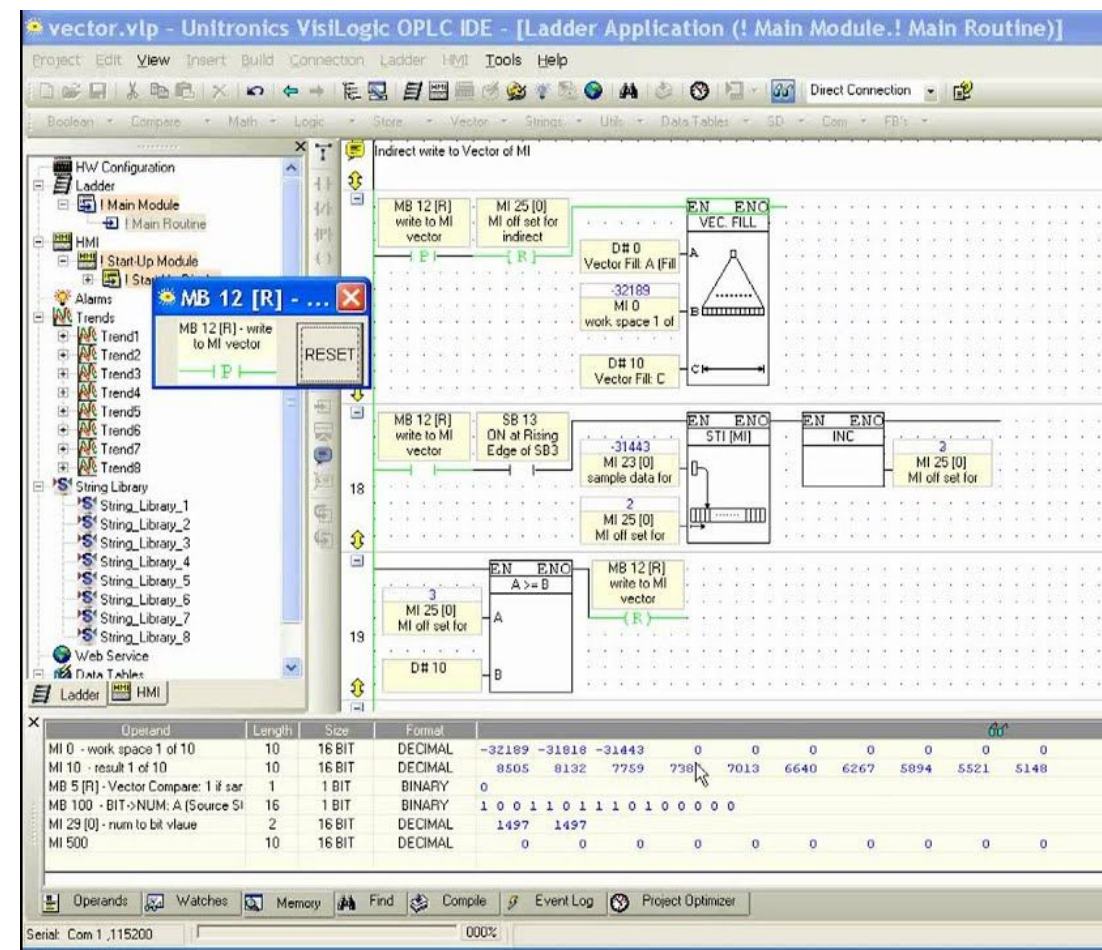 vector.vlp - Unitronics VisiLogic OPLC IDE - [Ladder Application (! Main Module.! Main Routine)]
Project Edit View Insert Build Connection Ladder HMI Tools Help
Direct Connection
Boolean Compare Math Logic Store Vector Strings Utils Data Tables SD Com FB's
HW Configuration
Ladder
! Main Module
! Main Routine
HMI
! Start-Up Module
Alarms
Trends
Trend1
Trend2
Trend3
Trend4
Trend5
Trend6
Trend7
Trend8
String Library
String_Library_1
String_Library_2
String_Library_3
String_Library_4
String_Library_5
String_Library_6
String_Library_7
String_Library_8
Web Service
Data Tables
Ladder HMI
MB 12 [R] - ...
MB 12 [R] - write
to MI vector
P
RESET
Indirect write to Vector of MI
MB 12 [R]
write to MI
vector
P
MI 25 [0]
MI off set for
indirect
R
EN ENO
VEC. FILL
D# 0
Vector Fill: A (Fill
A
-32189
MI 0
work space 1 of
B
D# 10
Vector Fill: C
C
18
MB 12 [R]
write to MI
vector
SB 13
ON at Rising
Edge of SB3
EN ENO
STI [MI]
-31443
MI 23 [0]
sample data for
2
MI 25 [0]
MI off set for
EN ENO
INC
MI 25 [0]
MI off set for
19
EN ENO
A >= B
3
MI 25 [0]
MI off set for
A
D# 10
B
MB 12 [R]
write to MI
vector
R
Operand Length Size Format
MI 0 - work space 1 of 10 10 16 BIT DECIMAL -32189 -31818 -31443 0 0 0 0 0 0 0
MI 10 - result 1 of 10 10 16 BIT DECIMAL 8505 8132 7759 738 7013 6640 6267 5894 5521 5148
MB 5 [R] - Vector Compare: 1 if sar 1 1 BIT BINARY 0
MB 100 - BIT->NUM: A (Source St 16 1 BIT BINARY 1 0 0 1 1 0 1 1 1 0 1 0 0 0 0 0
MI 29 [0] - num to bit vlaue 2 16 BIT DECIMAL 1497 1497
MI 500 10 16 BIT DECIMAL 0 0 0 0 0 0 0 0 0 0
Operands Watches Memory Find Compile Event Log Project Optimizer
Serial: Com 1 ,115200 000%